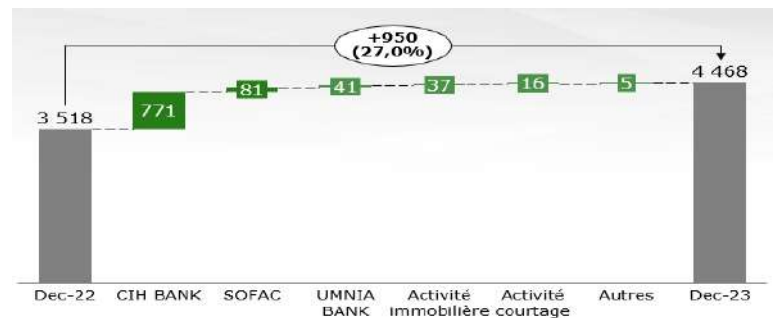 +950
(27,0%)
4 468
3 518
771
81
41
37
16
5
Dec-22
CIH BANK
SOFAC
UMNIA
BANK
Activité
immobilière
Activité
courtage
Autres
Dec-23